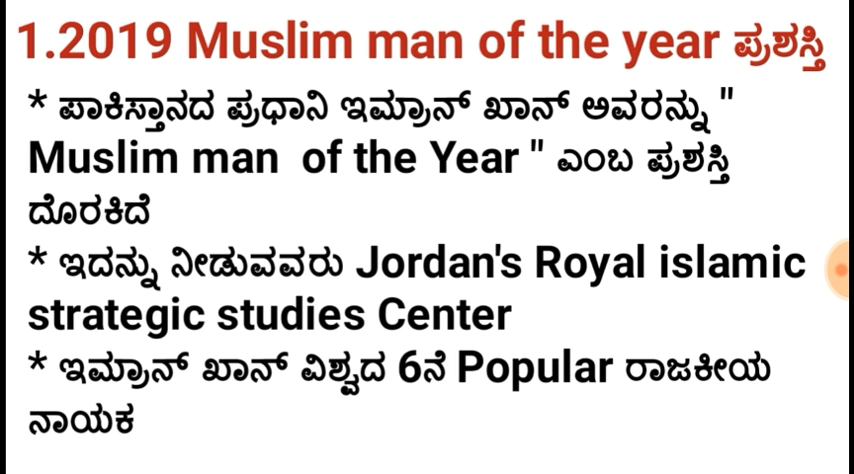 1.2019 Muslim man of the year ಪ್ರಶಸ್ತಿ
* ಪಾಕಿಸ್ತಾನದ ಪ್ರಧಾನಿ ಇಮ್ರಾನ್ ಖಾನ್ ಅವರನ್ನು "
Muslim man of the Year " ಎಂಬ ಪ್ರಶಸ್ತಿ
ದೊರಕಿದೆ
* ಇದನ್ನು ನೀಡುವವರು Jordan's Royal islamic
strategic studies Center
* ಇಮ್ರಾನ್ ಖಾನ್ ವಿಶ್ವದ 6ನೆ Popular ರಾಜಕೀಯ
ನಾಯಕ